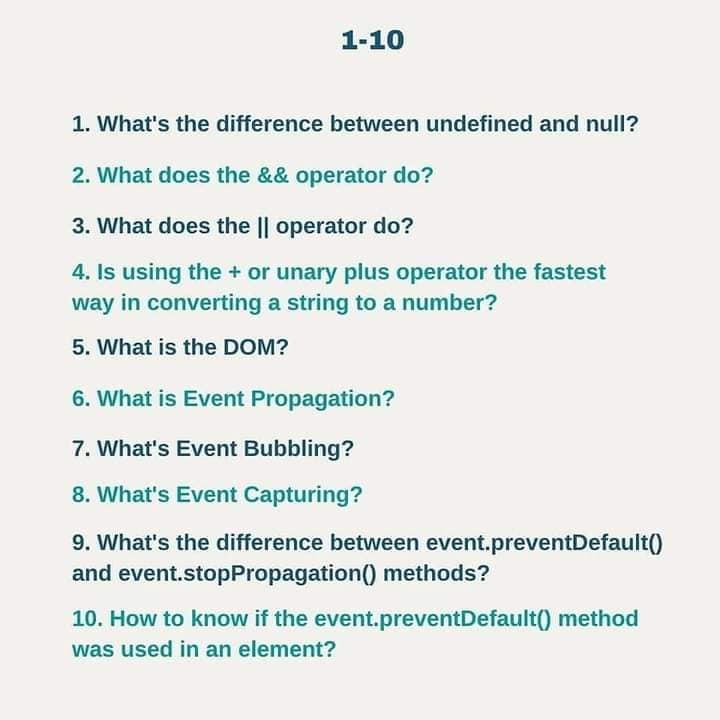 1-10
1. What's the difference between undefined and null?
2. What does the && operator do?
3. What does the || operator do?
4. Is using the + or unary plus operator the fastest
way in converting a string to a number?
5. What is the DOM?
6. What is Event Propagation?
7. What's Event Bubbling?
8. What's Event Capturing?
9. What's the difference between event.preventDefault()
and event.stopPropagation() methods?
10. How to know if the event.preventDefault() method
was used in an element?